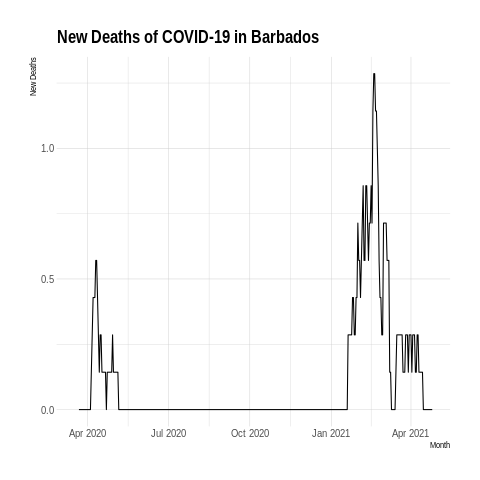 New Deaths of COVID-19 in Barbados
New Deaths
1.0
0.5
0.0
Apr 2020 Jul 2020 Oct 2020 Jan 2021 Apr 2021
Month